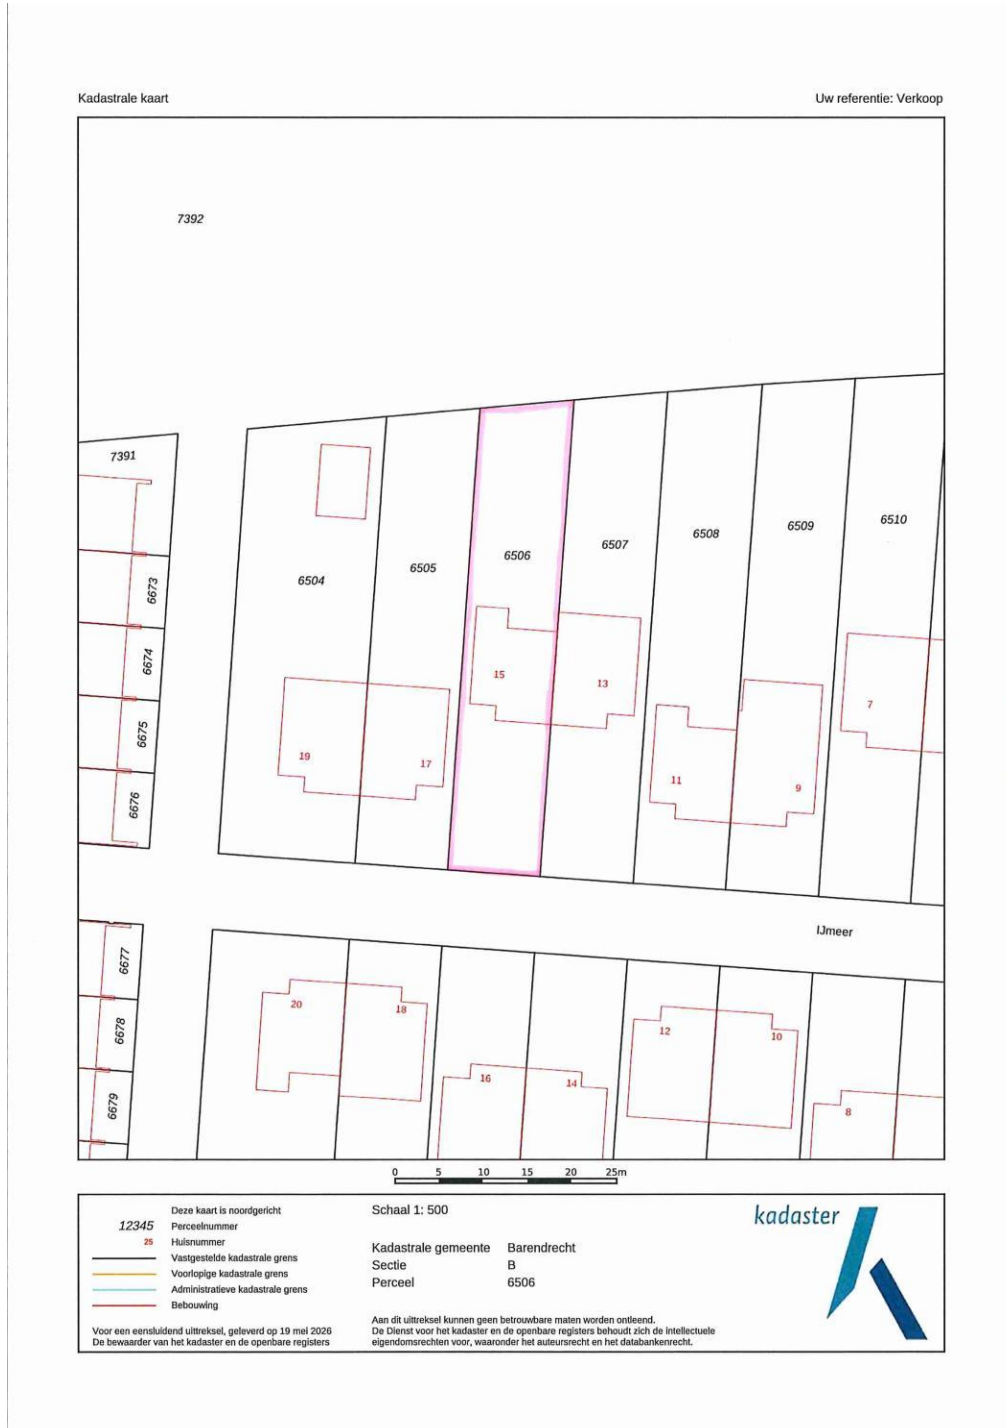 Kadastrale kaart
Uw referentie: Verkoop
7392
7391
6510
6509
6508
6507
6506
6505
6504
6673
6674
6675
6676
15
13
7
19
17
11
9
IJmeer
6677
6678
6679
20
18
12
10
16
14
8
0 5 10 15 20 25m
Deze kaart is noordgericht
12345 Perceelnummer
25 Huisnummer
Vastgestelde kadastrale grens
Voorlopige kadastrale grens
Administratieve kadastrale grens
Bebouwing
Voor een eensluidend uittreksel, geleverd op 19 mei 2026
De bewaarder van het kadaster en de openbare registers
Schaal 1: 500
Kadastrale gemeente Barendrecht
Sectie B
Perceel 6506
Aan dit uittreksel kunnen geen betrouwbare maten worden ontleend.
De Dienst voor het kadaster en de openbare registers behoudt zich de intellectuele
eigendomsrechten voor, waaronder het auteursrecht en het databankenrecht.
kadaster